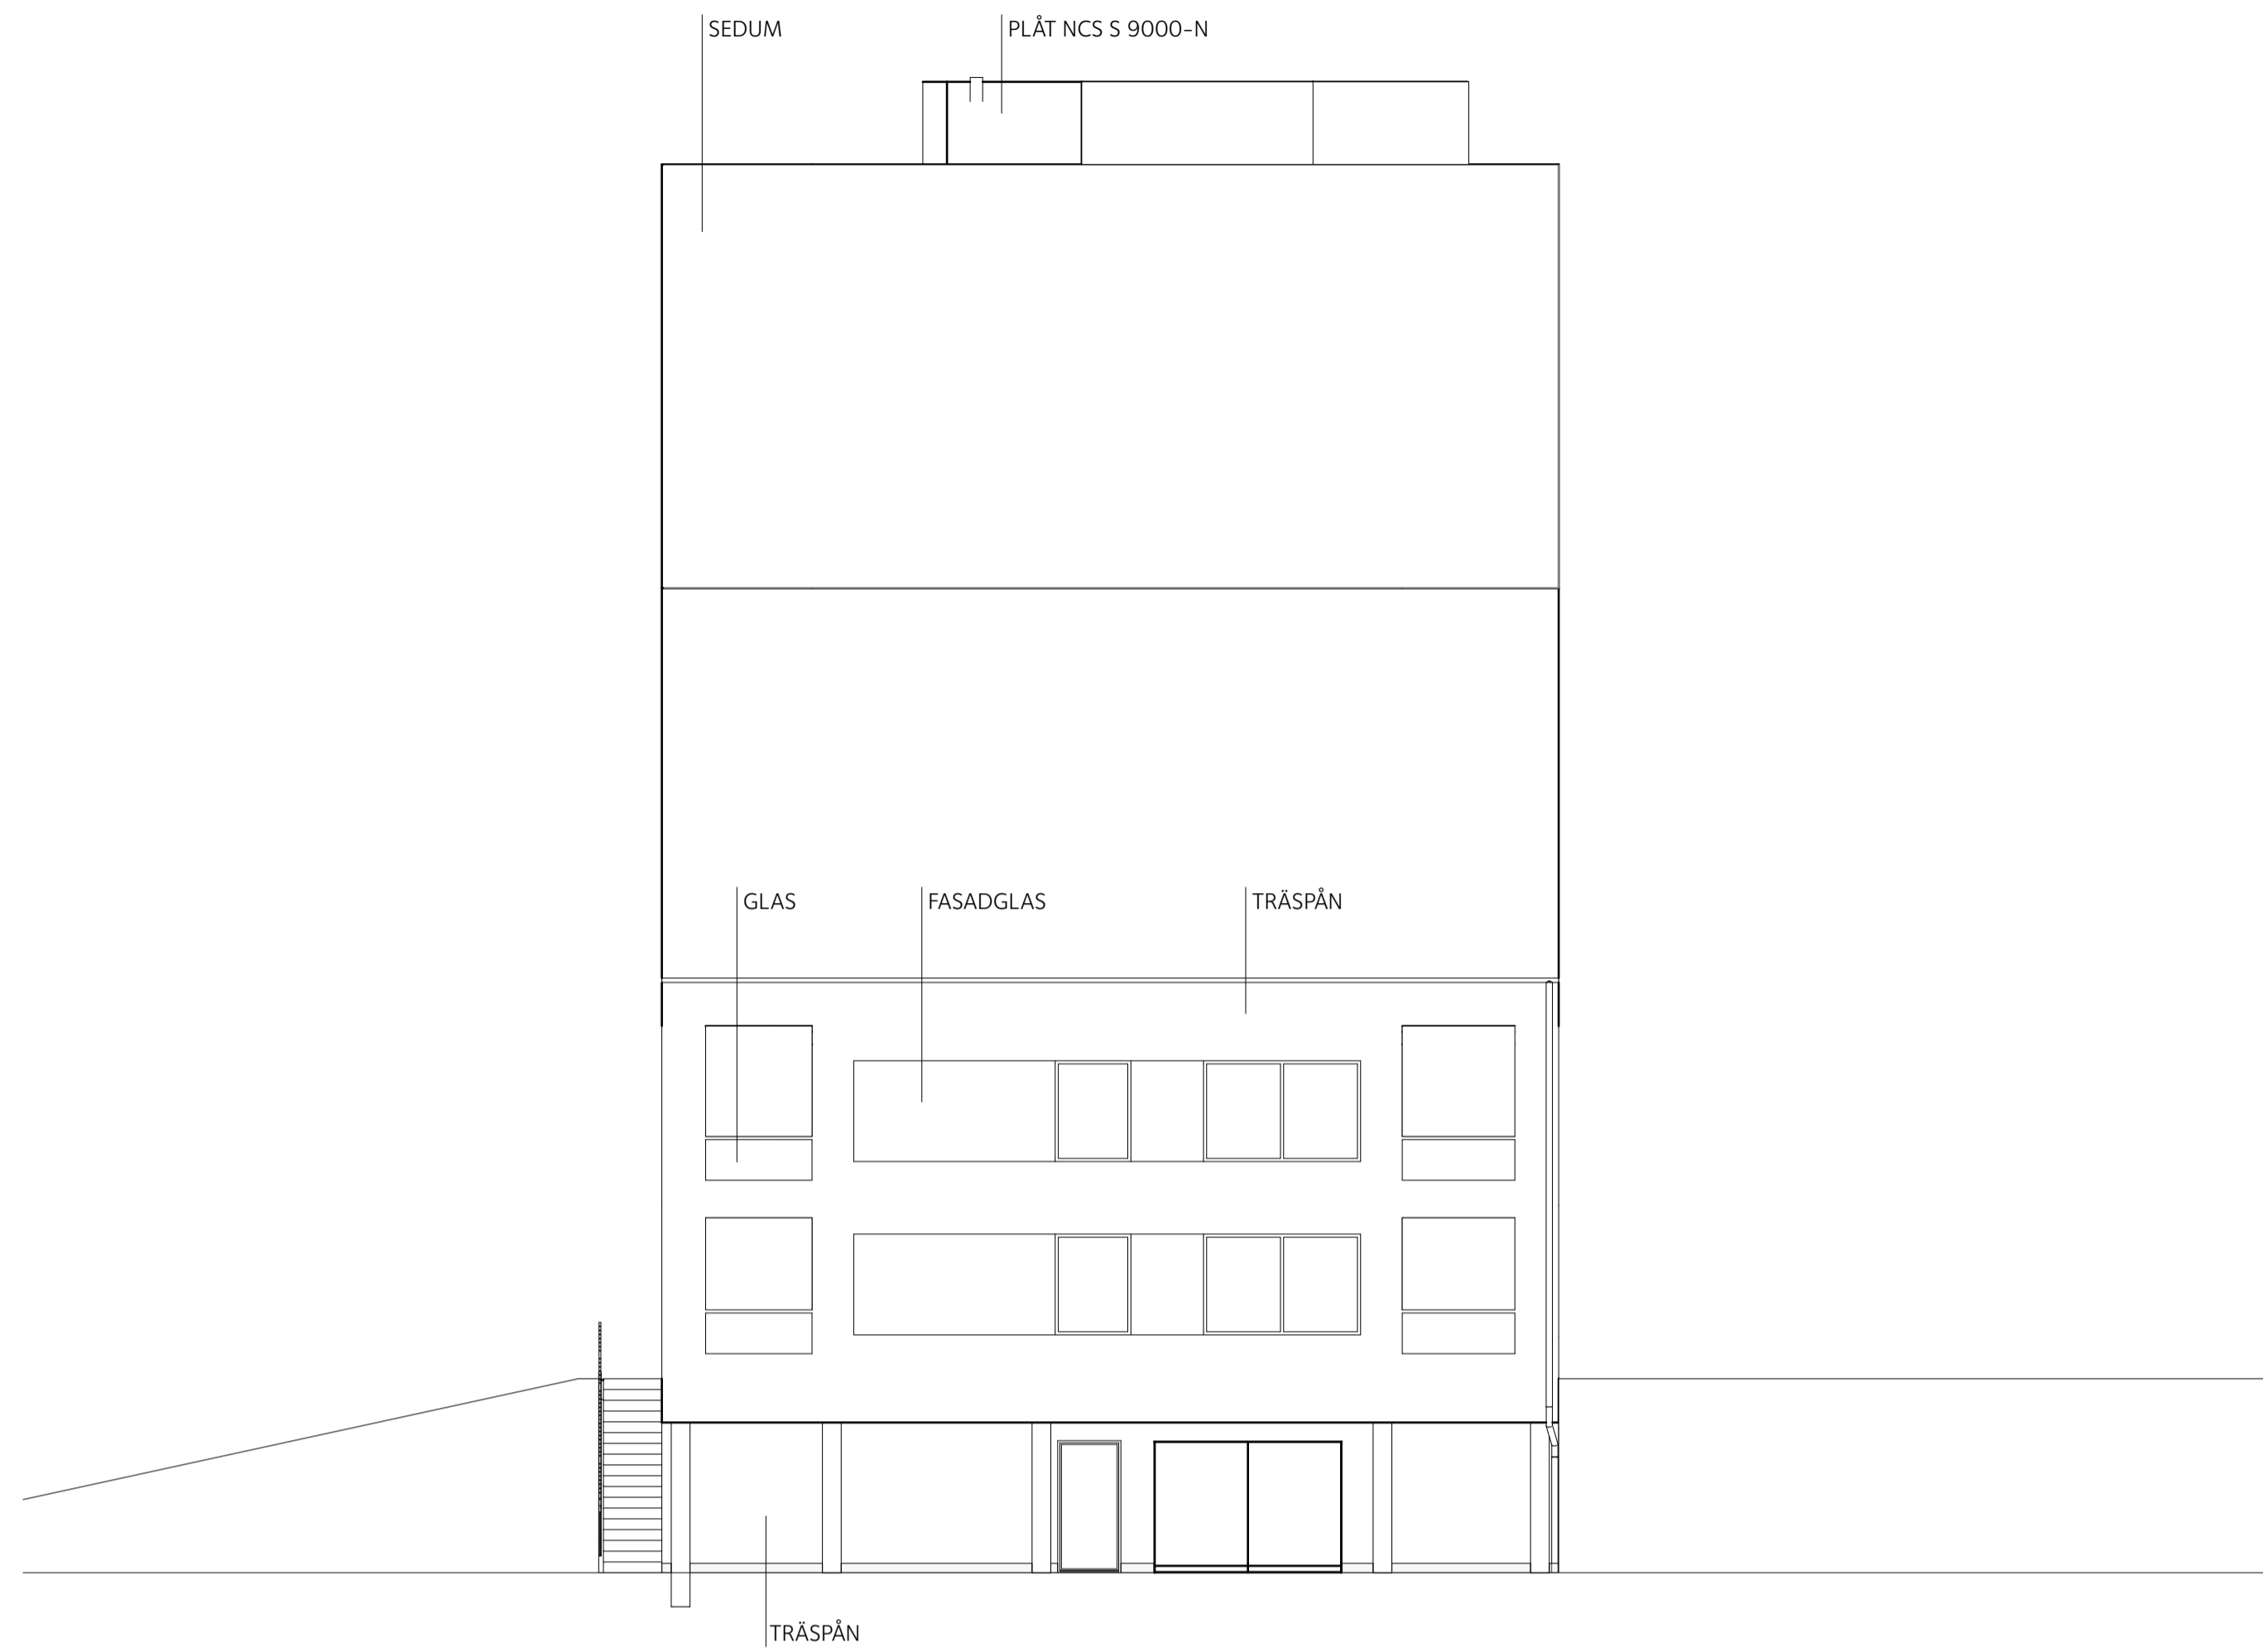 SEDUM
PLÅT NCS S 9000-N
GLAS
FASADGLAS
TRÄSPÅN
TRÄSPÅN